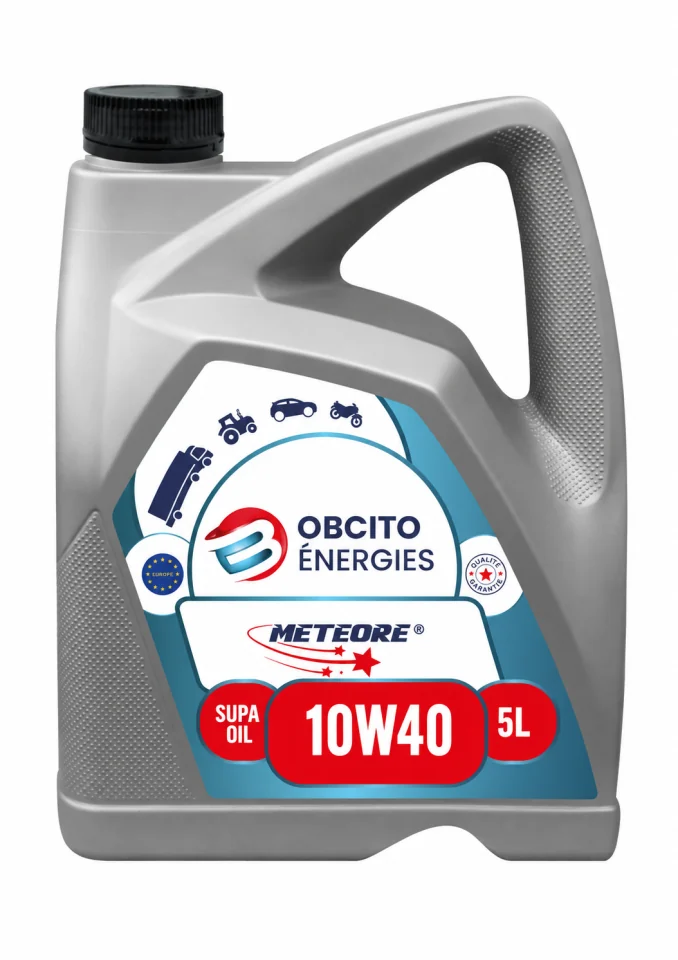 OBCITO
ÉNERGIES
EUROPE
QUALITÉ
GARANTIE
METEORE®
SUPA
OIL
10W40
5L